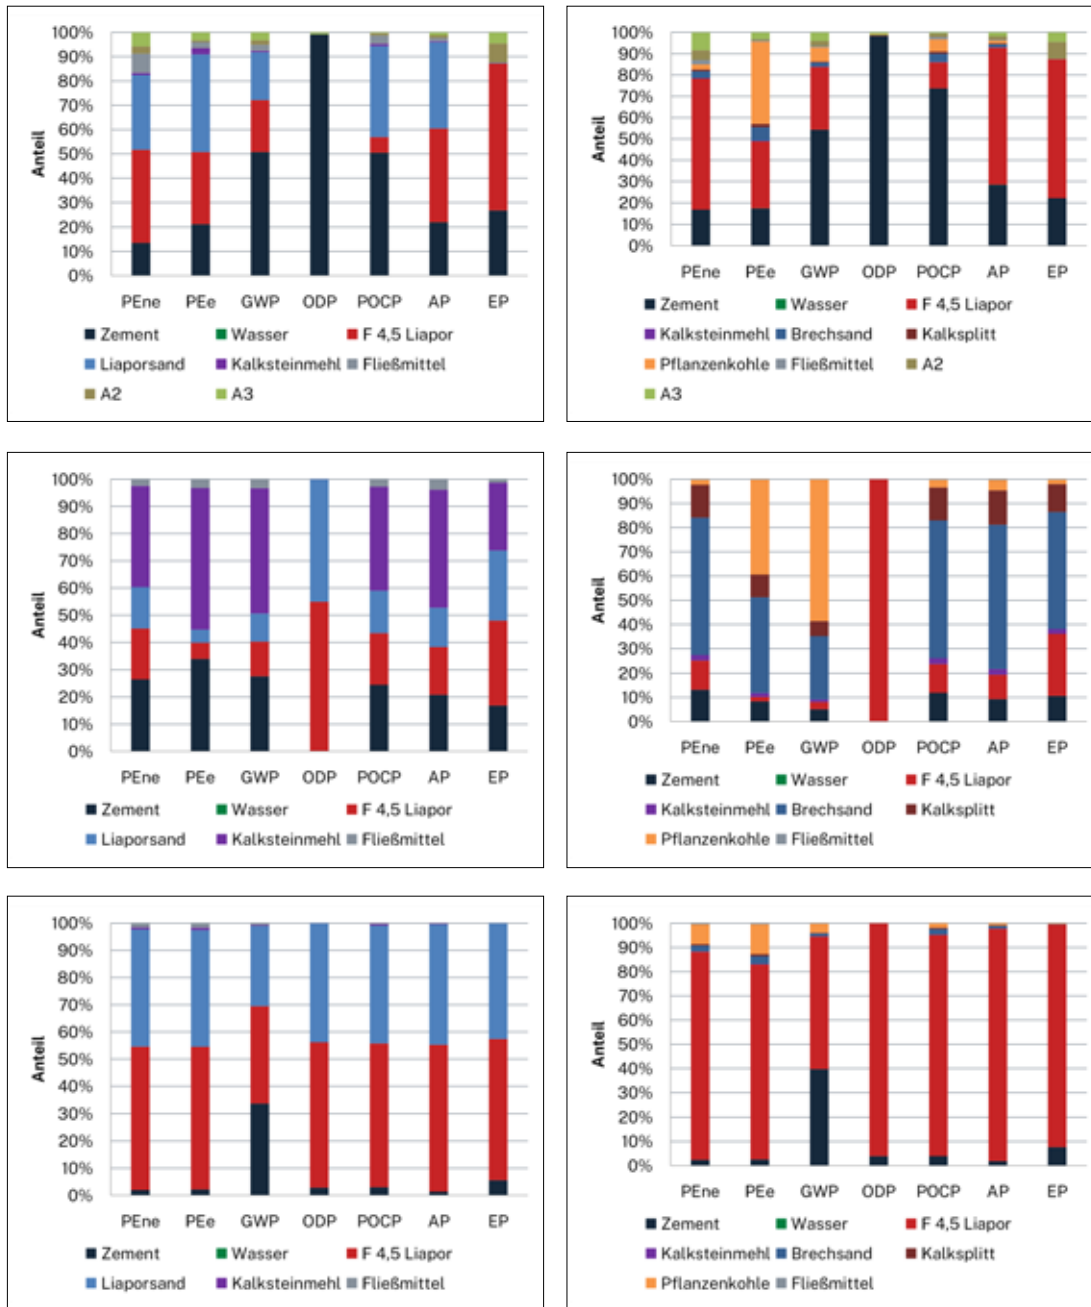 100%
90%
80%
70%
60%
50%
40%
30%
20%
10%
0%
Anteil
PEne PEe GWP ODP POCP AP EP
Zement Wasser F 4,5 Liapor
Liaporsand Kalksteinmehl Fließmittel
A2 A3
100%
90%
80%
70%
60%
50%
40%
30%
20%
10%
0%
Anteil
PEne PEe GWP ODP POCP AP EP
Zement Wasser F 4,5 Liapor
Kalksteinmehl Brechsand Kalksplitt
Pflanzenkohle Fließmittel A2
A3
100%
90%
80%
70%
60%
50%
40%
30%
20%
10%
0%
Anteil
PEne PEe GWP ODP POCP AP EP
Zement Wasser F 4,5 Liapor
Liaporsand Kalksteinmehl Fließmittel
100%
90%
80%
70%
60%
50%
40%
30%
20%
10%
0%
Anteil
PEne PEe GWP ODP POCP AP EP
Zement Wasser F 4,5 Liapor
Kalksteinmehl Brechsand Kalksplitt
Pflanzenkohle Fließmittel
100%
90%
80%
70%
60%
50%
40%
30%
20%
10%
0%
Anteil
PEne PEe GWP ODP POCP AP EP
Zement Wasser F 4,5 Liapor
Liaporsand Kalksteinmehl Fließmittel
100%
90%
80%
70%
60%
50%
40%
30%
20%
10%
0%
Anteil
PEne PEe GWP ODP POCP AP EP
Zement Wasser F 4,5 Liapor
Kalksteinmehl Brechsand Kalksplitt
Pflanzenkohle Fließmittel